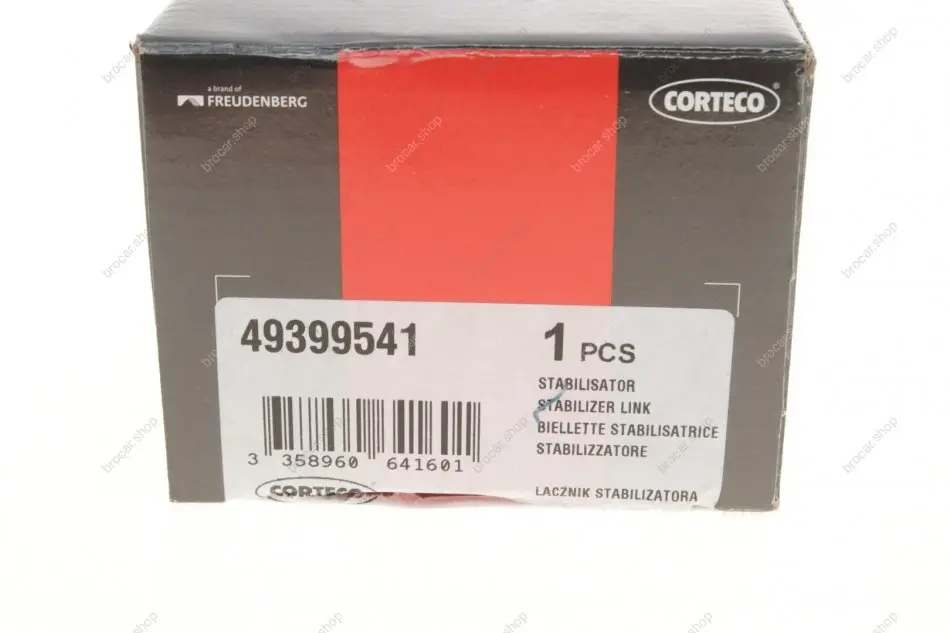 a brand of
FREUDENBERG
CORTECO®
49399541
1 PCS
STABILISATOR
STABILIZER LINK
BIELLETTE STABILISATRICE
STABILIZZATORE
3 358960 641601
CORTECO
LACZNIK STABILIZATORA
brocar.shop